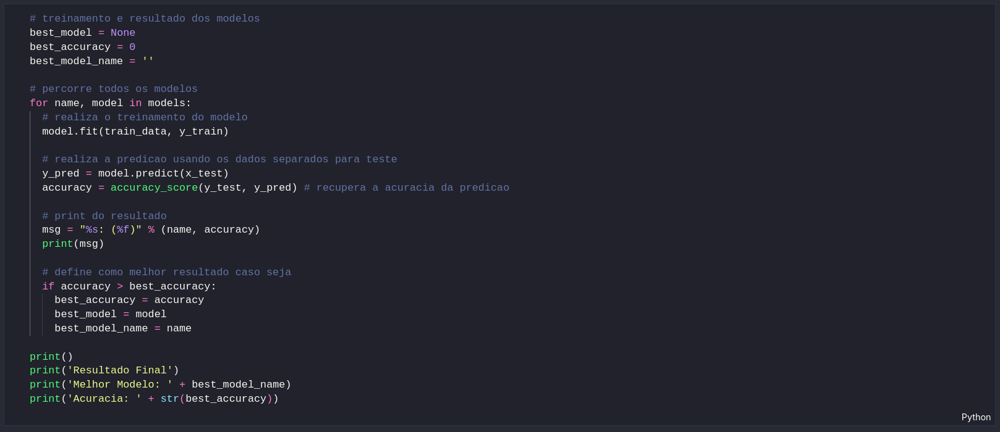 # treinamento e resultado dos modelos
best_model = None
best_accuracy = 0
best_model_name = ''

# percorre todos os modelos
for name, model in models:
  # realiza o treinamento do modelo
  model.fit(train_data, y_train)

  # realiza a predicao usando os dados separados para teste
  y_pred = model.predict(x_test)
  accuracy = accuracy_score(y_test, y_pred) # recupera a acuracia da predicao

  # print do resultado
  msg = "%s: (%f)" % (name, accuracy)
  print(msg)

  # define como melhor resultado caso seja
  if accuracy > best_accuracy:
    best_accuracy = accuracy
    best_model = model
    best_model_name = name

print()
print('Resultado Final')
print('Melhor Modelo: ' + best_model_name)
print('Acuracia: ' + str(best_accuracy))
Python